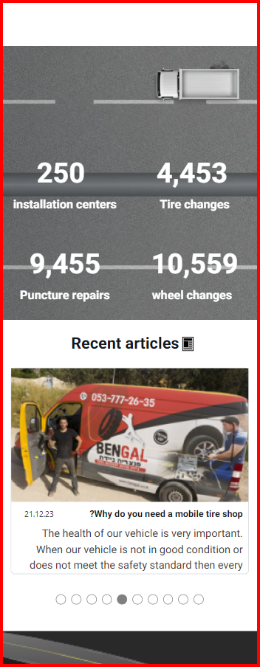 250
installation centers
4,453
Tire changes
9,455
Puncture repairs
10,559
wheel changes
Recent articles
053-777-26-35
BENGAL
21.12.23
?Why do you need a mobile tire shop
The health of our vehicle is very important.
When our vehicle is not in good condition or
does not meet the safety standard then every